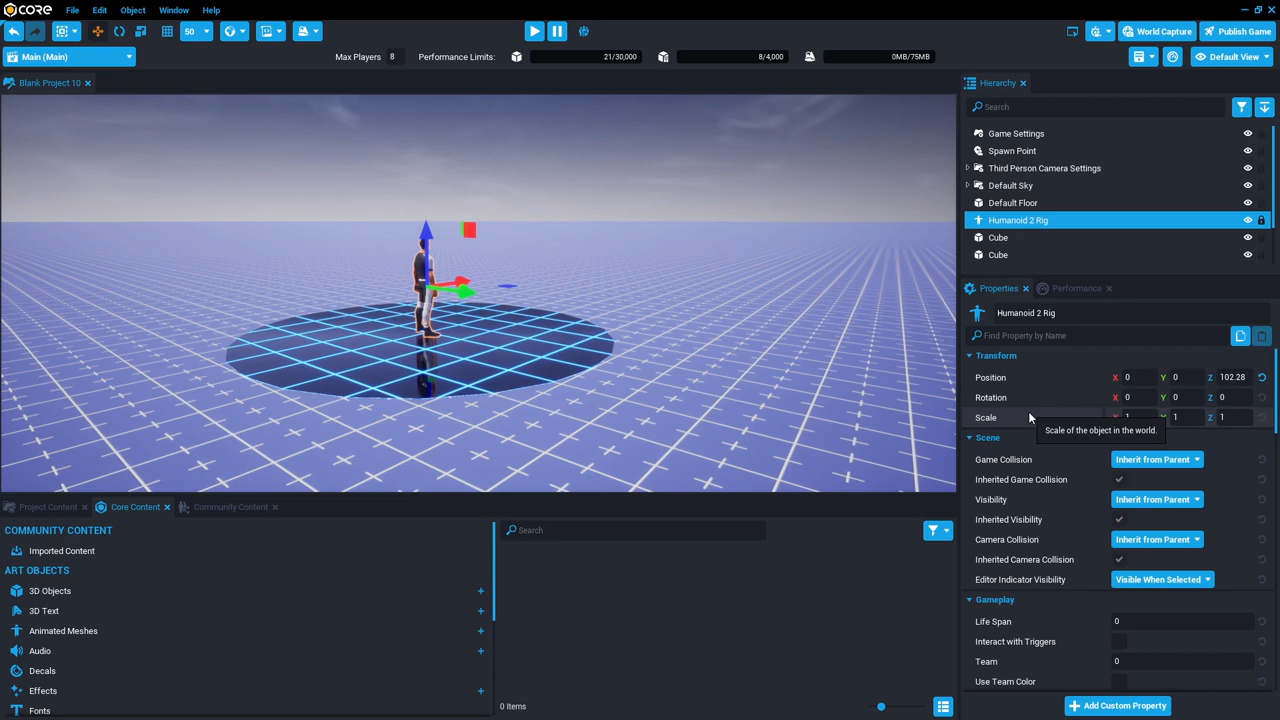 CORE File Edit Object Window Help
50 World Capture Publish Game
Main (Main) Max Players 8 Performance Limits: 21/30,000 8/4,000 0MB/75MB Default View
Blank Project 10
Hierarchy
Search
Game Settings
Spawn Point
Third Person Camera Settings
Default Sky
Default Floor
Humanoid 2 Rig
Cube
Cube
Properties Performance
Humanoid 2 Rig
Find Property by Name
Transform
Position X 0 Y 0 Z 102.28
Rotation X 0 Y 0 Z 0
Scale X 1 Y 1 Z 1
Scale of the object in the world.
Scene
Game Collision Inherit from Parent
Inherited Game Collision
Visibility Inherit from Parent
Inherited Visibility
Camera Collision Inherit from Parent
Inherited Camera Collision
Editor Indicator Visibility Visible When Selected
Gameplay
Life Span 0
Interact with Triggers
Team 0
Use Team Color
Add Custom Property
Project Content Core Content Community Content
COMMUNITY CONTENT
Imported Content
ART OBJECTS
3D Objects +
3D Text +
Animated Meshes +
Audio +
Decals
Effects +
Fonts
Search
0 Items